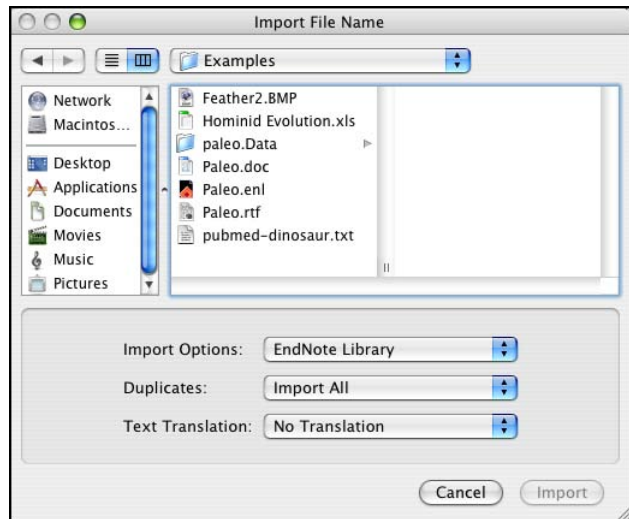 Import File Name
Examples
Network
Macintos...
Desktop
Applications
Documents
Movies
Music
Pictures
Feather2.BMP
Hominid Evolution.xls
paleo.Data
Paleo.doc
Paleo.enl
Paleo.rtf
pubmed-dinosaur.txt
Import Options: EndNote Library
Duplicates: Import All
Text Translation: No Translation
Cancel Import